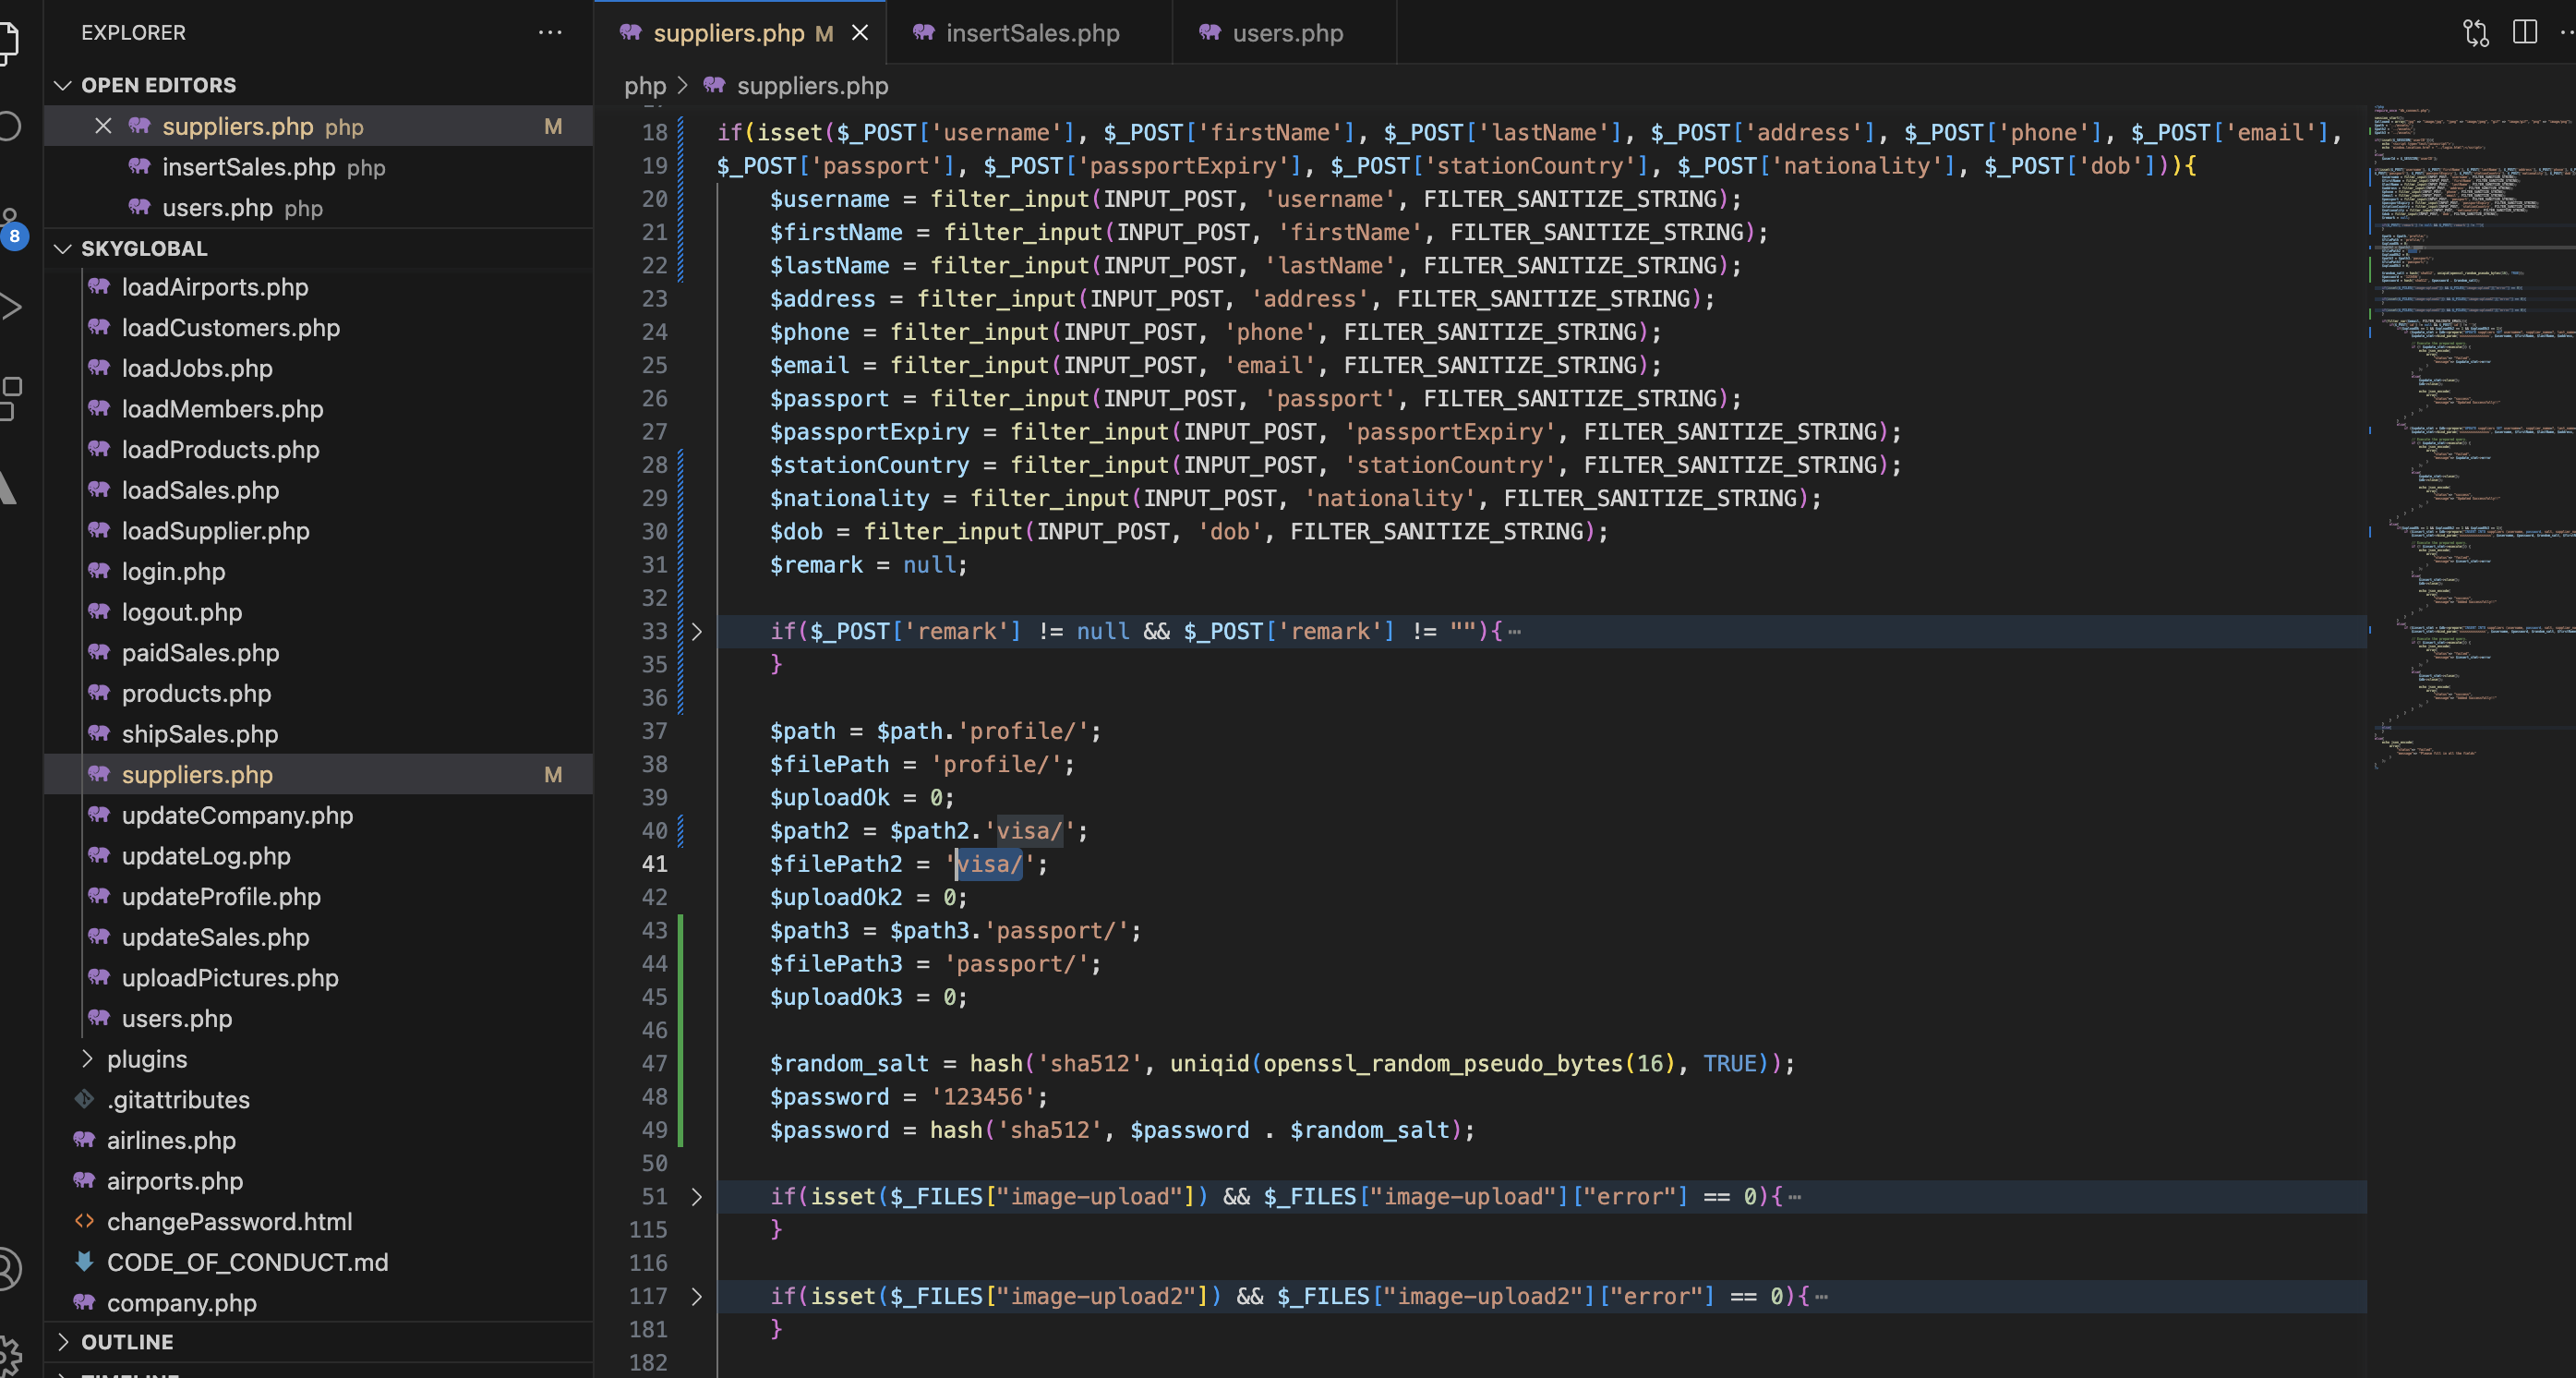 EXPLORER
OPEN EDITORS
suppliers.php php M
insertSales.php php
users.php php
8
SKYGLOBAL
loadAirports.php
loadCustomers.php
loadJobs.php
loadMembers.php
loadProducts.php
loadSales.php
loadSupplier.php
login.php
logout.php
paidSales.php
products.php
shipSales.php
suppliers.php M
updateCompany.php
updateLog.php
updateProfile.php
updateSales.php
uploadPictures.php
users.php
plugins
.gitattributes
airlines.php
airports.php
changePassword.html
CODE_OF_CONDUCT.md
company.php
OUTLINE
TIMELINE
suppliers.php M
insertSales.php
users.php
php > suppliers.php
18 if(isset($_POST['username'], $_POST['firstName'], $_POST['lastName'], $_POST['address'], $_POST['phone'], $_POST['email'],
19 $_POST['passport'], $_POST['passportExpiry'], $_POST['stationCountry'], $_POST['nationality'], $_POST['dob'])){
20 $username = filter_input(INPUT_POST, 'username', FILTER_SANITIZE_STRING);
21 $firstName = filter_input(INPUT_POST, 'firstName', FILTER_SANITIZE_STRING);
22 $lastName = filter_input(INPUT_POST, 'lastName', FILTER_SANITIZE_STRING);
23 $address = filter_input(INPUT_POST, 'address', FILTER_SANITIZE_STRING);
24 $phone = filter_input(INPUT_POST, 'phone', FILTER_SANITIZE_STRING);
25 $email = filter_input(INPUT_POST, 'email', FILTER_SANITIZE_STRING);
26 $passport = filter_input(INPUT_POST, 'passport', FILTER_SANITIZE_STRING);
27 $passportExpiry = filter_input(INPUT_POST, 'passportExpiry', FILTER_SANITIZE_STRING);
28 $stationCountry = filter_input(INPUT_POST, 'stationCountry', FILTER_SANITIZE_STRING);
29 $nationality = filter_input(INPUT_POST, 'nationality', FILTER_SANITIZE_STRING);
30 $dob = filter_input(INPUT_POST, 'dob', FILTER_SANITIZE_STRING);
31 $remark = null;
32
33 if($_POST['remark'] != null && $_POST['remark'] != ""){…
35 }
36
37 $path = $path.'profile/';
38 $filePath = 'profile/';
39 $uploadOk = 0;
40 $path2 = $path2.'visa/';
41 $filePath2 = 'visa/';
42 $uploadOk2 = 0;
43 $path3 = $path3.'passport/';
44 $filePath3 = 'passport/';
45 $uploadOk3 = 0;
46
47 $random_salt = hash('sha512', uniqid(openssl_random_pseudo_bytes(16), TRUE));
48 $password = '123456';
49 $password = hash('sha512', $password . $random_salt);
50
51 if(isset($_FILES["image-upload"]) && $_FILES["image-upload"]["error"] == 0){…
115 }
116
117 if(isset($_FILES["image-upload2"]) && $_FILES["image-upload2"]["error"] == 0){…
181 }
182